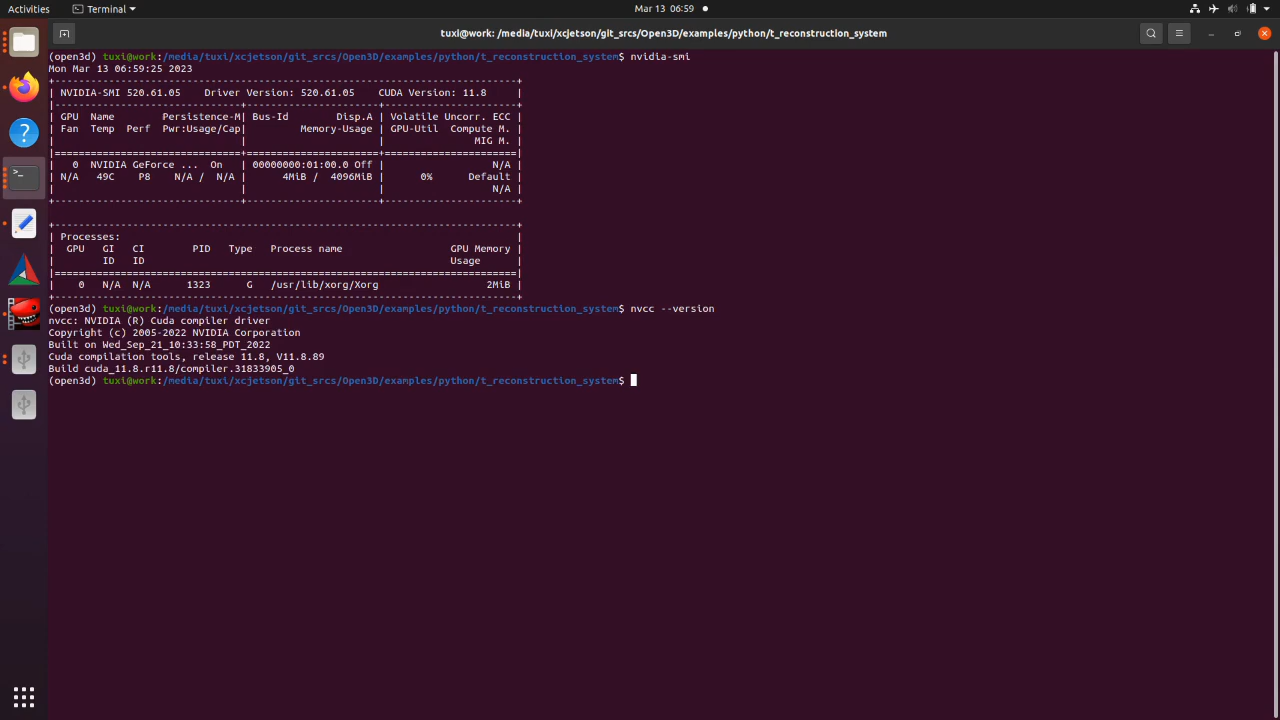 Activities
Terminal
Mar 13 06:59
tuxi@work: /media/tuxi/xcjetson/git_srcs/Open3D/examples/python/t_reconstruction_system
(open3d) tuxi@work:/media/tuxi/xcjetson/git_srcs/Open3D/examples/python/t_reconstruction_system$ nvidia-smi
Mon Mar 13 06:59:25 2023
+-----------------------------------------------------------------------------+
| NVIDIA-SMI 520.61.05    Driver Version: 520.61.05    CUDA Version: 11.8     |
|-------------------------------+----------------------+----------------------+
| GPU  Name        Persistence-M| Bus-Id        Disp.A | Volatile Uncorr. ECC |
| Fan  Temp  Perf  Pwr:Usage/Cap|         Memory-Usage | GPU-Util  Compute M. |
|                               |                      |               MIG M. |
|===============================+======================+======================|
|   0  NVIDIA GeForce ...  On   | 00000000:01:00.0 Off |                  N/A |
| N/A   49C    P8    N/A /  N/A |      4MiB /  4096MiB |      0%      Default |
|                               |                      |                  N/A |
+-------------------------------+----------------------+----------------------+
+-----------------------------------------------------------------------------+
| Processes:                                                                  |
|  GPU   GI   CI        PID   Type   Process name                  GPU Memory |
|        ID   ID                                                   Usage      |
|=============================================================================|
|    0   N/A  N/A      1323      G   /usr/lib/xorg/Xorg                  2MiB |
+-----------------------------------------------------------------------------+
(open3d) tuxi@work:/media/tuxi/xcjetson/git_srcs/Open3D/examples/python/t_reconstruction_system$ nvcc --version
nvcc: NVIDIA (R) Cuda compiler driver
Copyright (c) 2005-2022 NVIDIA Corporation
Built on Wed_Sep_21_10:33:58_PDT_2022
Cuda compilation tools, release 11.8, V11.8.89
Build cuda_11.8.r11.8/compiler.31833905_0
(open3d) tuxi@work:/media/tuxi/xcjetson/git_srcs/Open3D/examples/python/t_reconstruction_system$